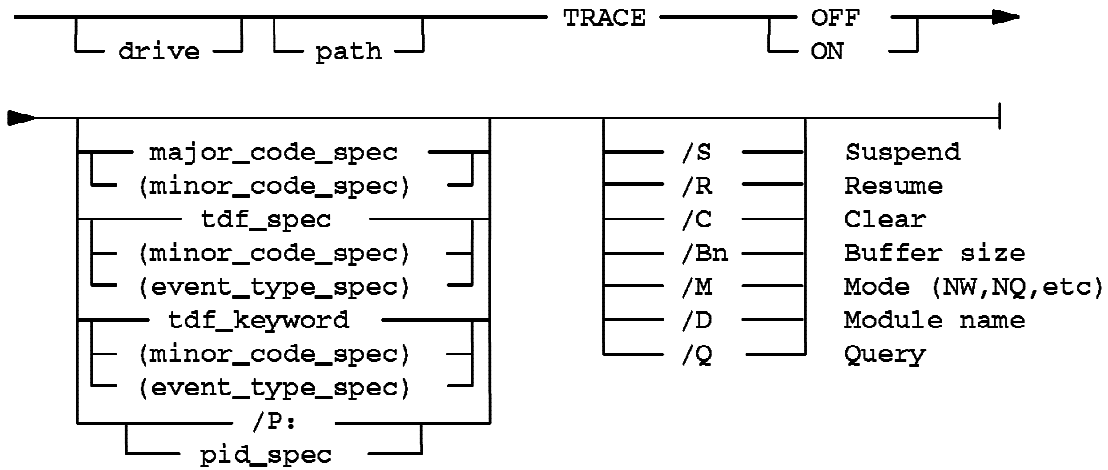 TRACE OFF
drive path ON
major_code_spec /S Suspend
(minor_code_spec) /R Resume
tdf_spec /C Clear
(minor_code_spec) /Bn Buffer size
(event_type_spec) /M Mode (NW,NQ,etc)
tdf_keyword /D Module name
(minor_code_spec) /Q Query
(event_type_spec)
/P:
pid_spec